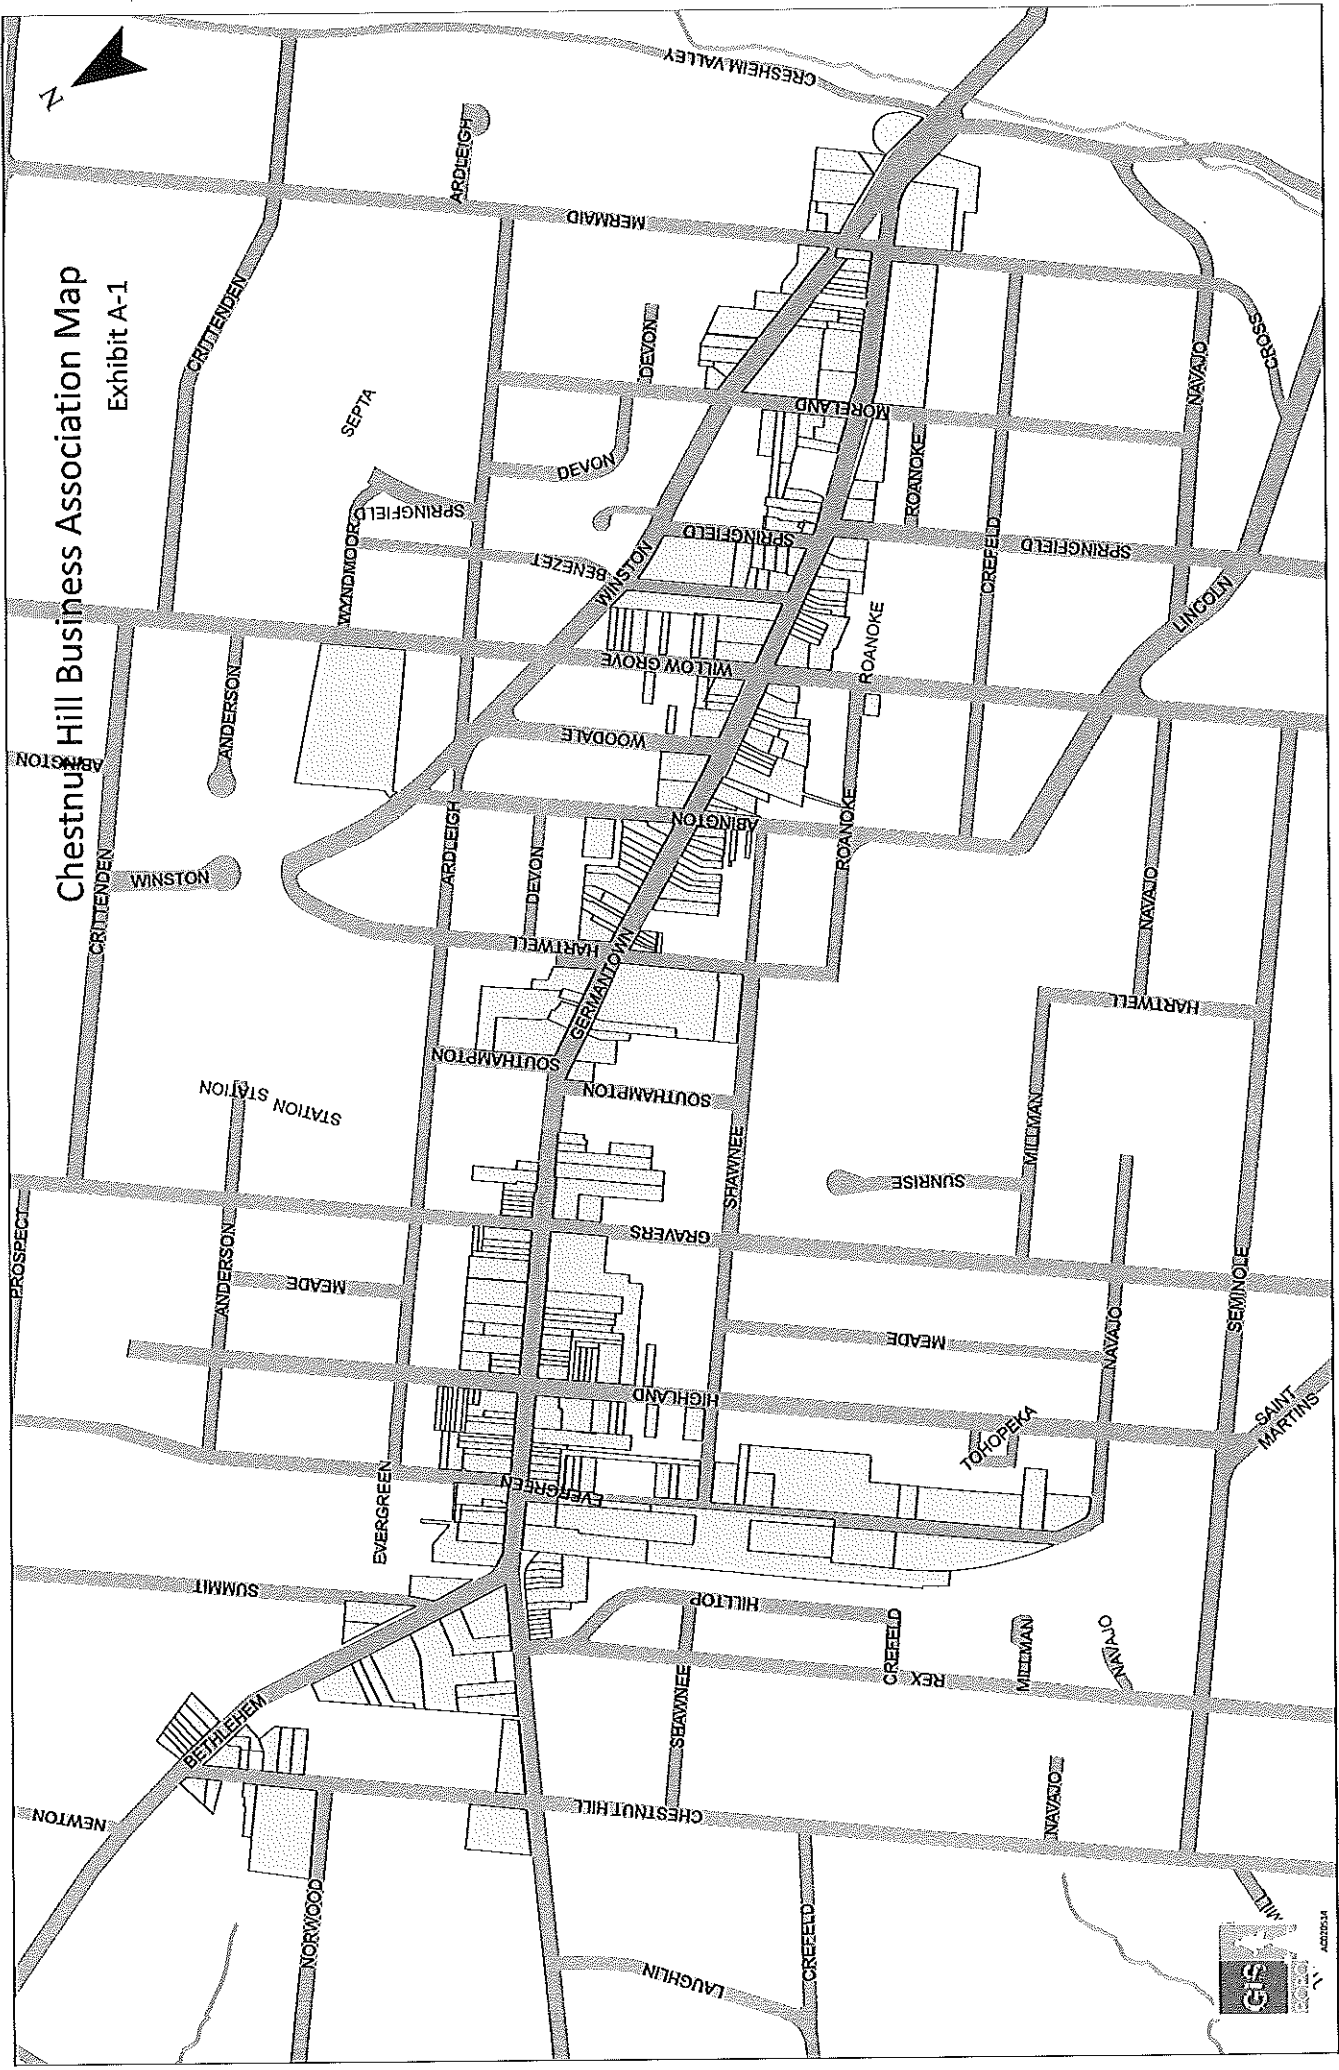 Chestnut Hill Business Association Map
Exhibit A-1
N
CRESHEIM VALLEY
ARDLEIGH
MERMAID
CRITTENDEN
DEVON
SEPTA
MORELAND
NAVAJO
CROSS
DEVON
SPRINGFIELD
WYNDMOOR
BENEZET
WINSTON
SPRINGFIELD
ROANOKE
CREFELD
SPRINGFIELD
LINCOLN
WILLOW GROVE
ROANOKE
ANDERSON
ABINGTON
WOODALE
ABINGTON
ROANOKE
ARDLEIGH
DEVON
WINSTON
CRITTENDEN
HARTWELL
NAVAJO
GERMANTOWN
HARTWELL
SOUTHAMPTON
SOUTHAMPTON
STATION
STATION
STATION
SHAWNEE
MILLMAN
SUNRISE
GRAVERS
PROSPECT
ANDERSON
MEADE
MEADE
NAVAJO
SEMINOLE
HIGHLAND
SAINT
MARTINS
TOHOPEKA
EVERGREEN
EVERGREEN
SUMMIT
HILLTOP
CREFELD
MILLMAN
NAVAJO
REX
SHAWNEE
BETHLEHEM
NEWTON
CHESTNUT HILL
NAVAJO
NORWOOD
LAUGHLIN
CREFELD
MILL
GIS
AC020514